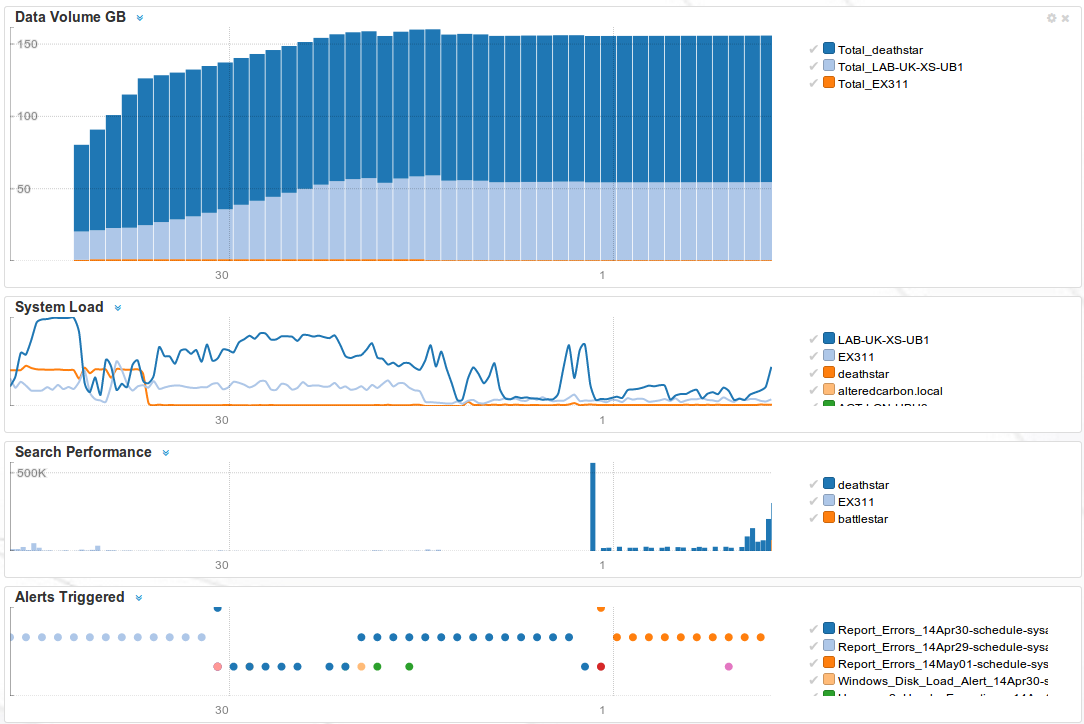 Data Volume GB
150
100
50
30
1
Total_deathstar
Total_LAB-UK-XS-UB1
Total_EX311
System Load
30
1
LAB-UK-XS-UB1
EX311
deathstar
alteredcarbon.local
Search Performance
500K
30
1
deathstar
EX311
battlestar
Alerts Triggered
30
1
Report_Errors_14Apr30-schedule-sysa
Report_Errors_14Apr29-schedule-sysa
Report_Errors_14May01-schedule-sys
Windows_Disk_Load_Alert_14Apr30-s